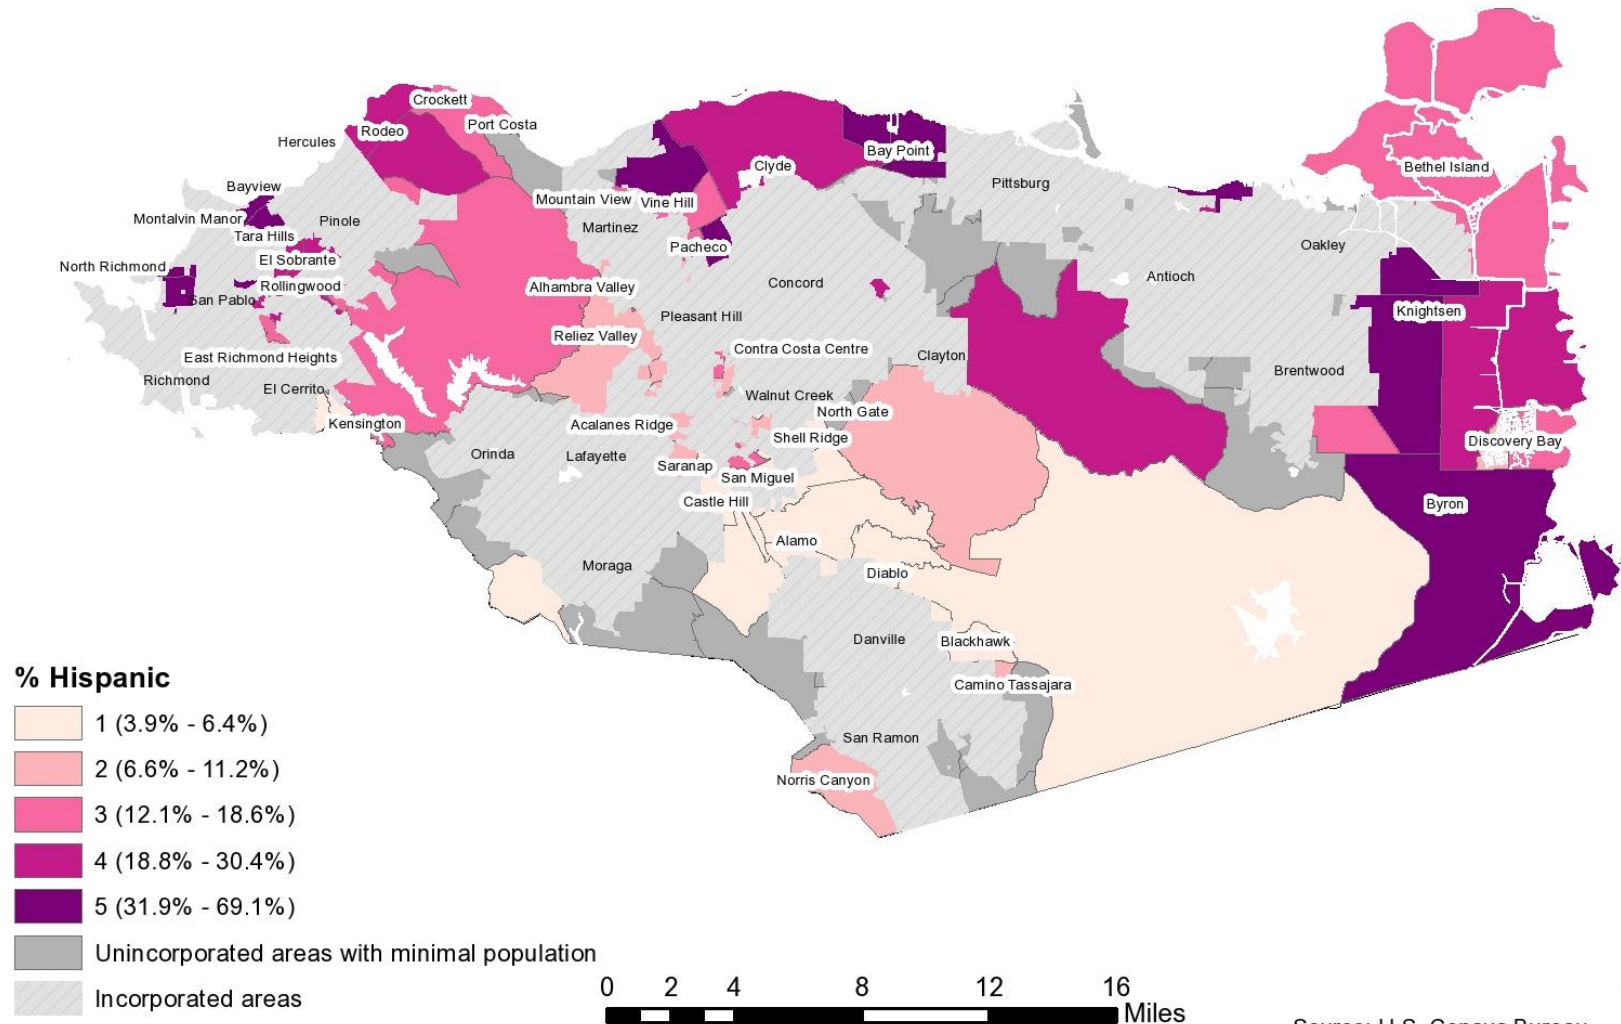 Crockett
Port Costa
Rodeo
Hercules
Bay Point
Clyde
Bethel Island
Pittsburg
Bayview
Mountain View
Vine Hill
Montalvin Manor
Pinole
Martinez
Tara Hills
Pacheco
Oakley
El Sobrante
North Richmond
Antioch
Rollingwood
Alhambra Valley
Concord
San Pablo
Knightsen
Pleasant Hill
Reliez Valley
Contra Costa Centre
East Richmond Heights
Clayton
Brentwood
Richmond
El Cerrito
Walnut Creek
North Gate
Kensington
Acalanes Ridge
Shell Ridge
Discovery Bay
Orinda
Lafayette
Saranap
San Miguel
Castle Hill
Byron
Alamo
Moraga
Diablo
Danville
Blackhawk
Camino Tassajara
San Ramon
Norris Canyon
% Hispanic
1 (3.9% - 6.4%)
2 (6.6% - 11.2%)
3 (12.1% - 18.6%)
4 (18.8% - 30.4%)
5 (31.9% - 69.1%)
Unincorporated areas with minimal population
Incorporated areas
0 2 4 8 12 16
Miles
Source: U.S. Census Bureau